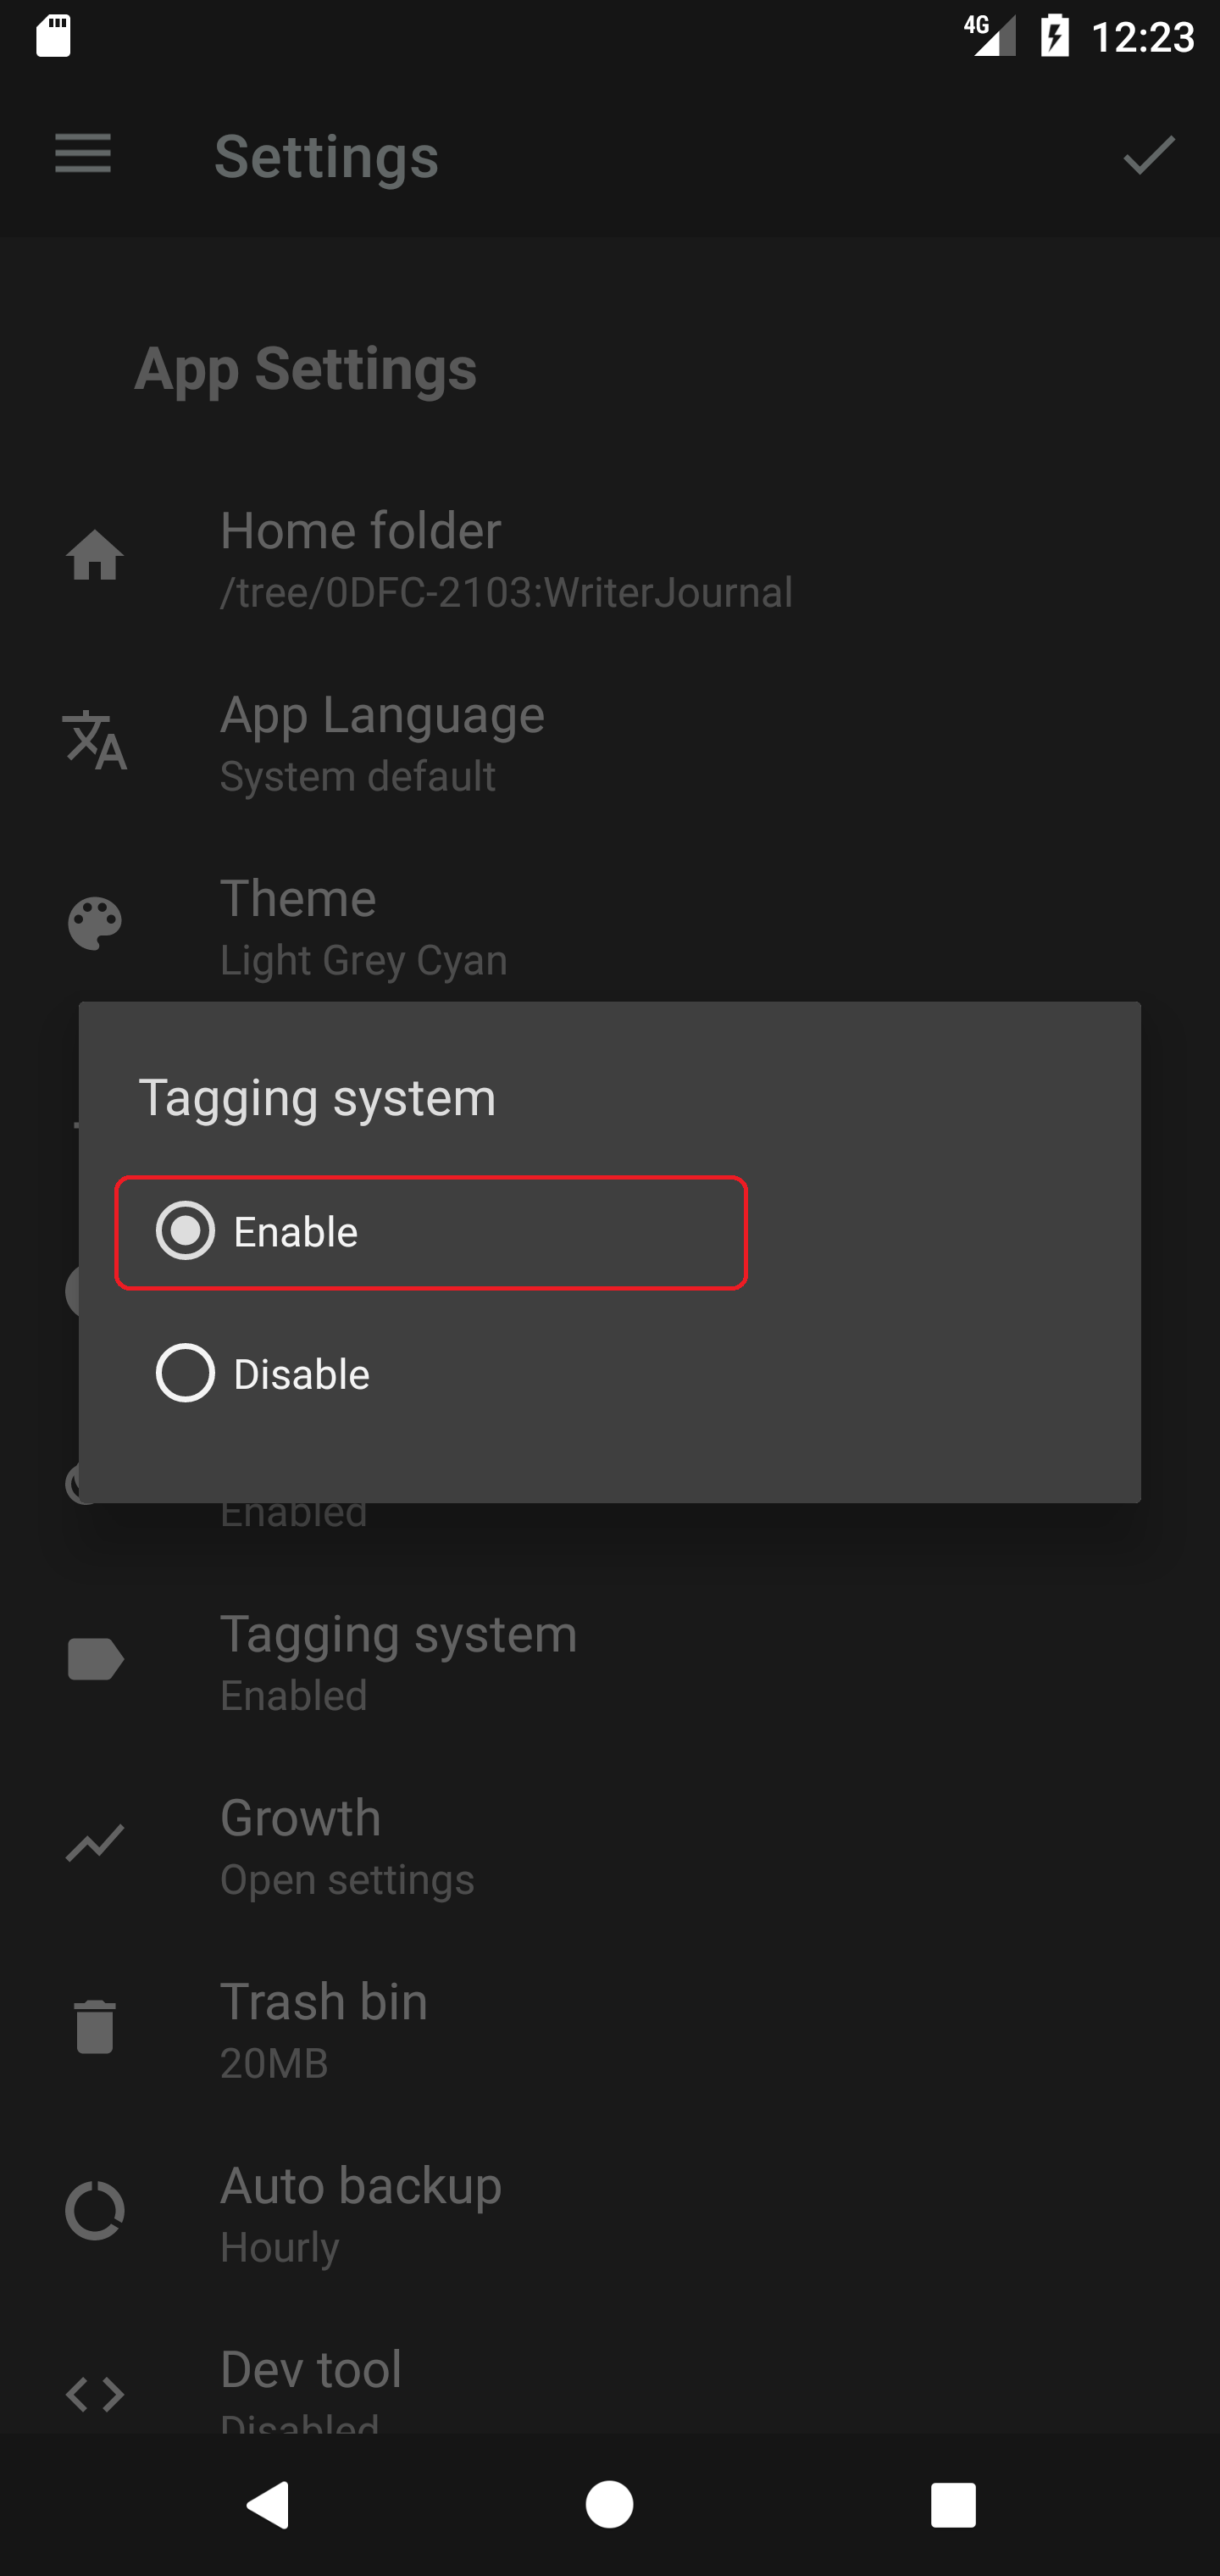 4G 12:23
Settings
App Settings
Home folder
/tree/0DFC-2103:WriterJournal
App Language
System default
Theme
Light Grey Cyan
Tagging system
Enable
Disable
Enabled
Tagging system
Enabled
Growth
Open settings
Trash bin
20MB
Auto backup
Hourly
Dev tool
Disabled